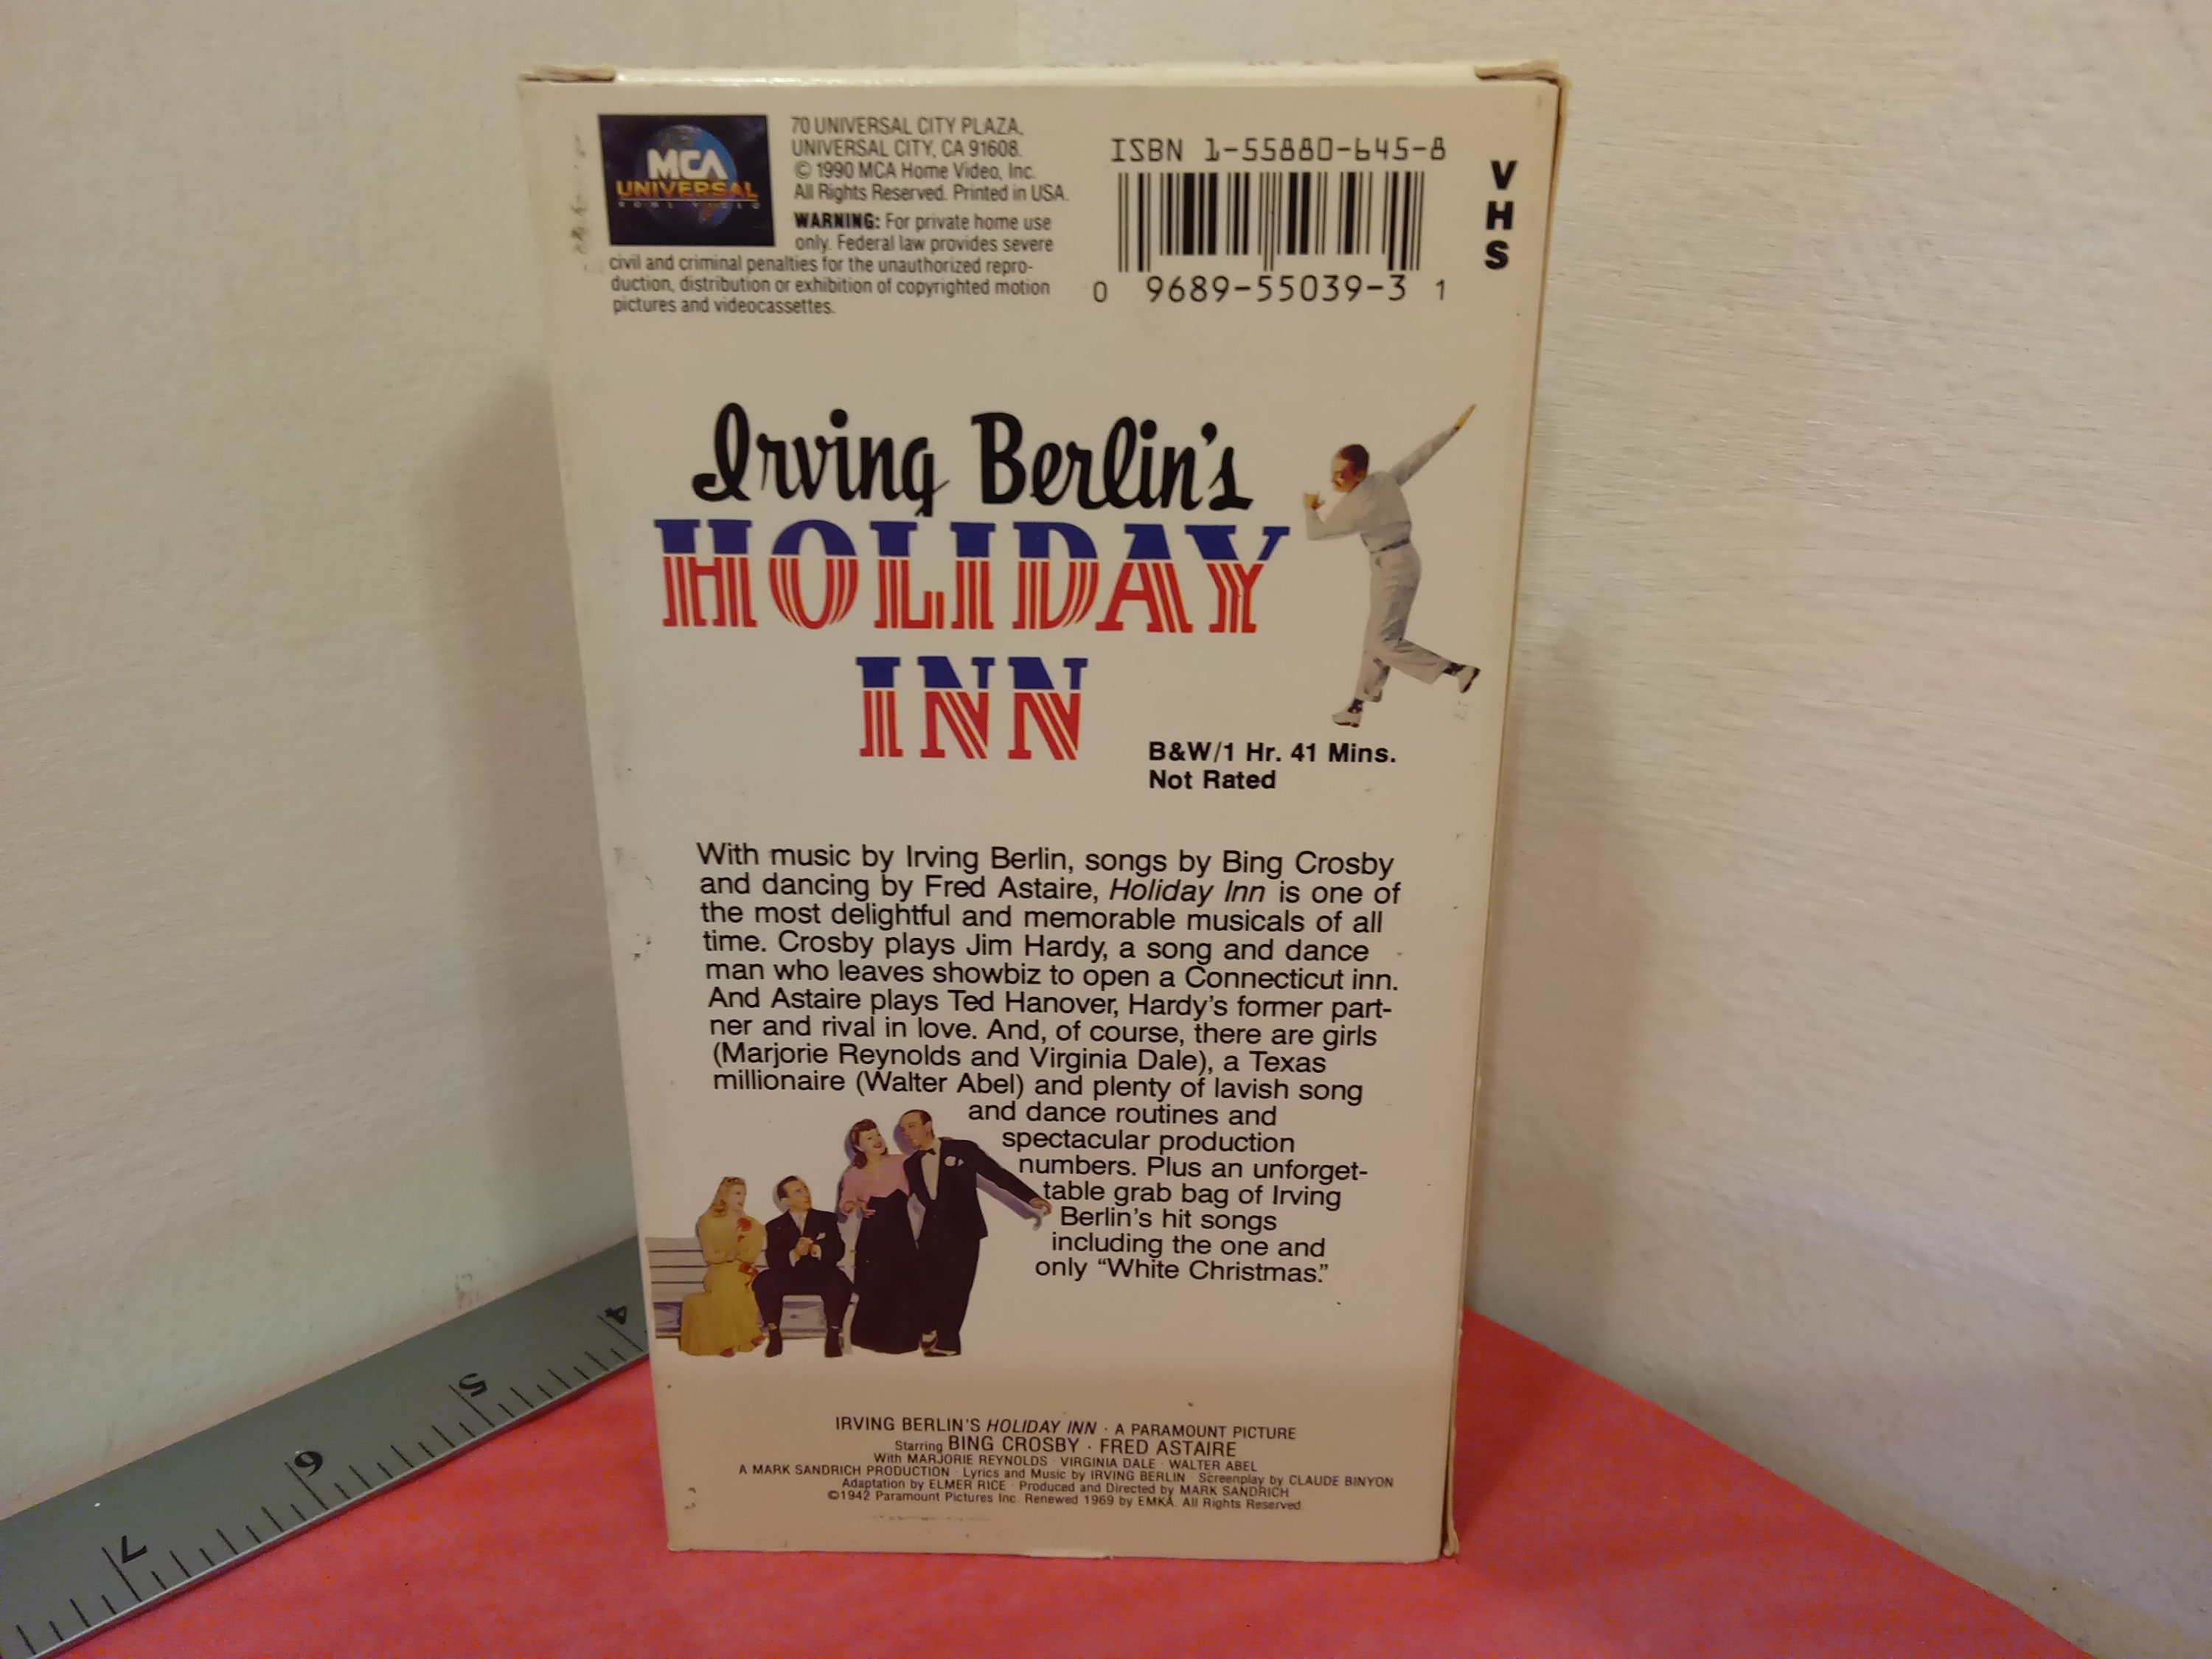 MCA
UNIVERSAL
HOME VIDEO
70 UNIVERSAL CITY PLAZA,
UNIVERSAL CITY, CA 91608.
© 1990 MCA Home Video, Inc.
All Rights Reserved. Printed in USA.
WARNING: For private home use
only. Federal law provides severe
civil and criminal penalties for the unauthorized repro-
duction, distribution or exhibition of copyrighted motion
pictures and videocassettes.
ISBN 1-55880-645-8
0 9689-55039-3 1
VHS
Irving Berlin's
HOLIDAY
INN
B&W/1 Hr. 41 Mins.
Not Rated
With music by Irving Berlin, songs by Bing Crosby
and dancing by Fred Astaire, Holiday Inn is one of
the most delightful and memorable musicals of all
time. Crosby plays Jim Hardy, a song and dance
man who leaves showbiz to open a Connecticut inn.
And Astaire plays Ted Hanover, Hardy's former part-
ner and rival in love. And, of course, there are girls
(Marjorie Reynolds and Virginia Dale), a Texas
millionaire (Walter Abel) and plenty of lavish song
and dance routines and
spectacular production
numbers. Plus an unforget-
table grab bag of Irving
Berlin's hit songs
including the one and
only “White Christmas.”
IRVING BERLIN'S HOLIDAY INN · A PARAMOUNT PICTURE
Starring BING CROSBY · FRED ASTAIRE
With MARJORIE REYNOLDS · VIRGINIA DALE · WALTER ABEL
A MARK SANDRICH PRODUCTION · Lyrics and Music by IRVING BERLIN · Screenplay by CLAUDE BINYON
Adaptation by ELMER RICE · Produced and Directed by MARK SANDRICH
©1942 Paramount Pictures Inc. Renewed 1969 by EMKA. All Rights Reserved.
4
5
6
7